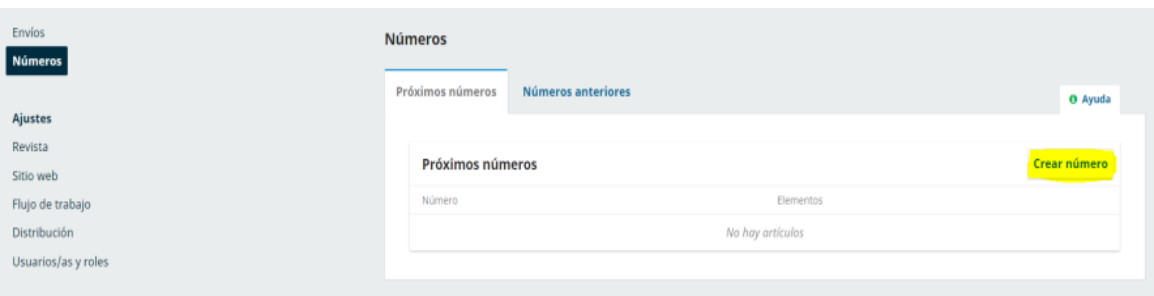 Envíos
Números
Ajustes
Revista
Sitio web
Flujo de trabajo
Distribución
Usuarios/as y roles
Números
Próximos números Números anteriores
Ayuda
Próximos números Crear número
Número Elementos
No hay artículos